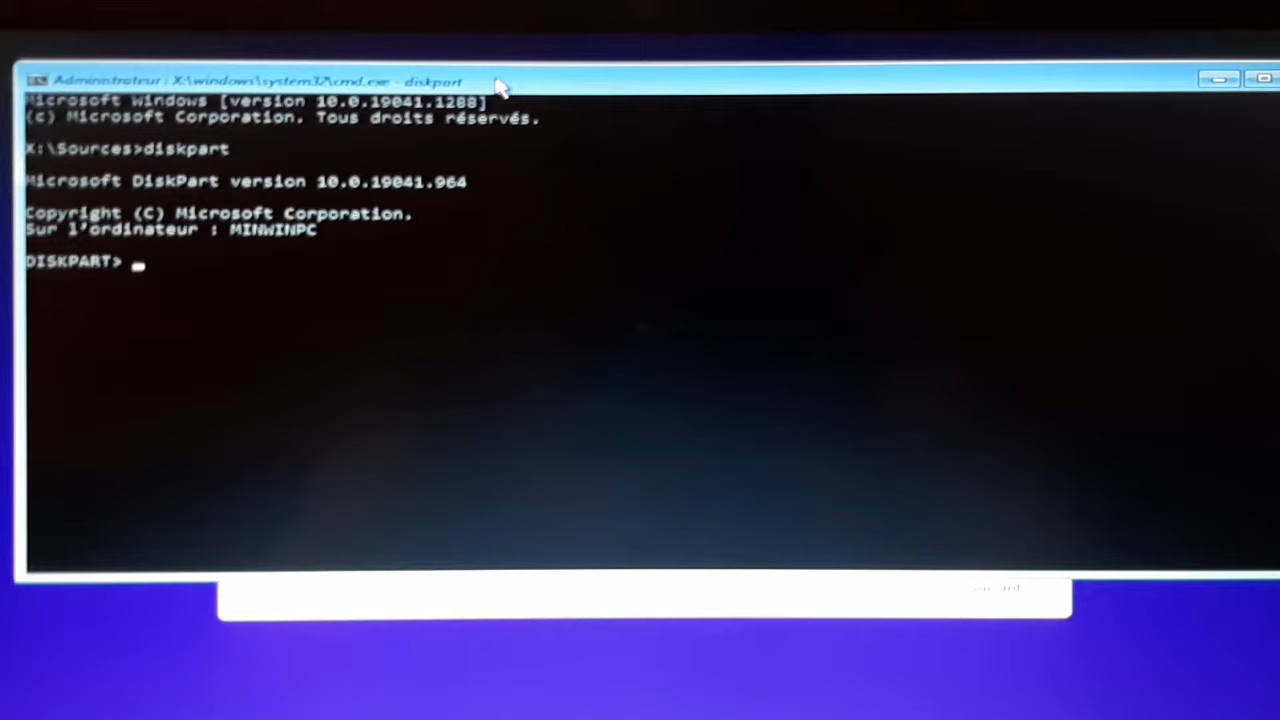 Administrateur : X:\windows\system32\cmd.exe - diskpart
Microsoft Windows [version 10.0.19041.1288]
(c) Microsoft Corporation. Tous droits réservés.
X:\Sources>diskpart
Microsoft DiskPart version 10.0.19041.964
Copyright (C) Microsoft Corporation.
Sur l'ordinateur : MINWINPC
DISKPART>